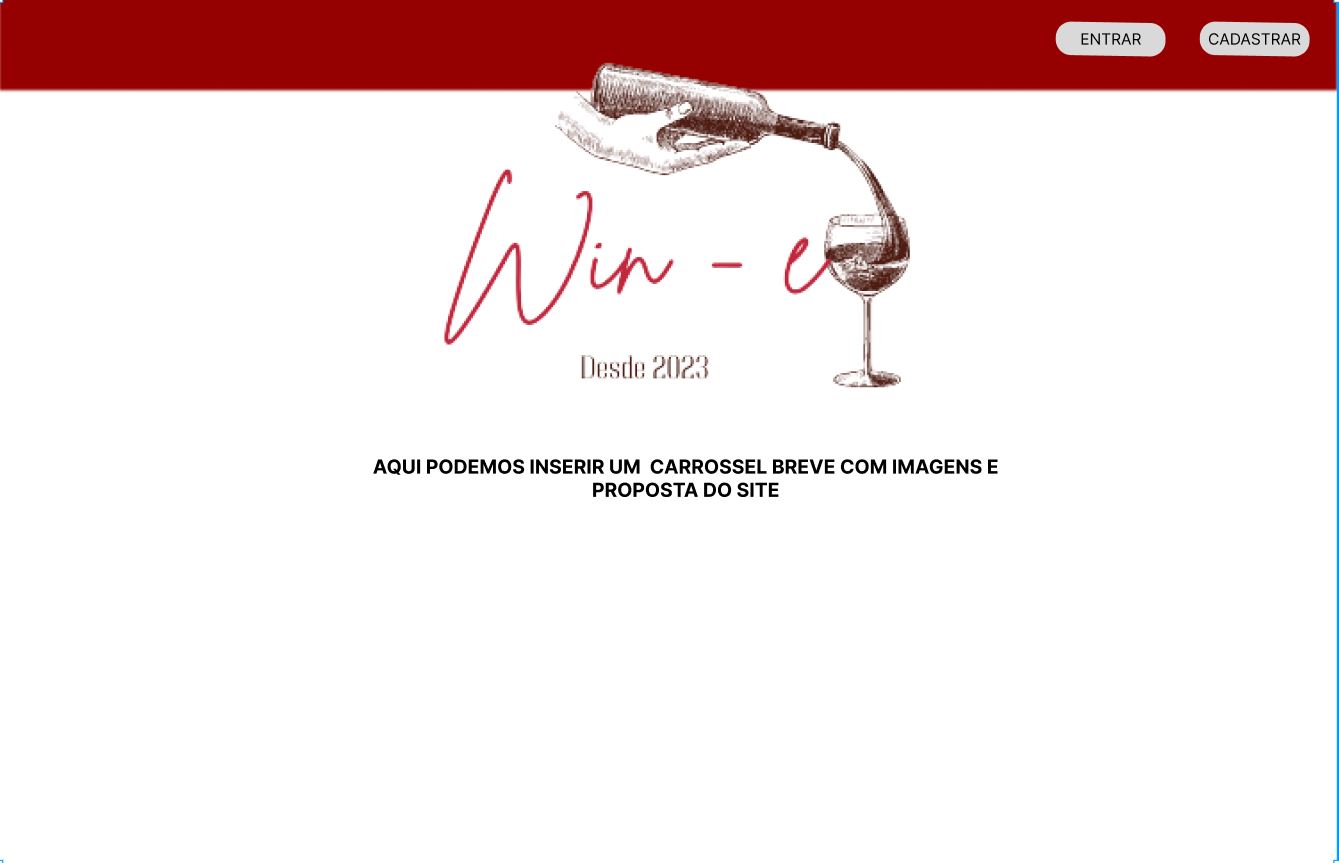 ENTRAR
CADASTRAR
Win - e
Desde 2023
AQUI PODEMOS INSERIR UM  CARROSSEL BREVE COM IMAGENS E
PROPOSTA DO SITE